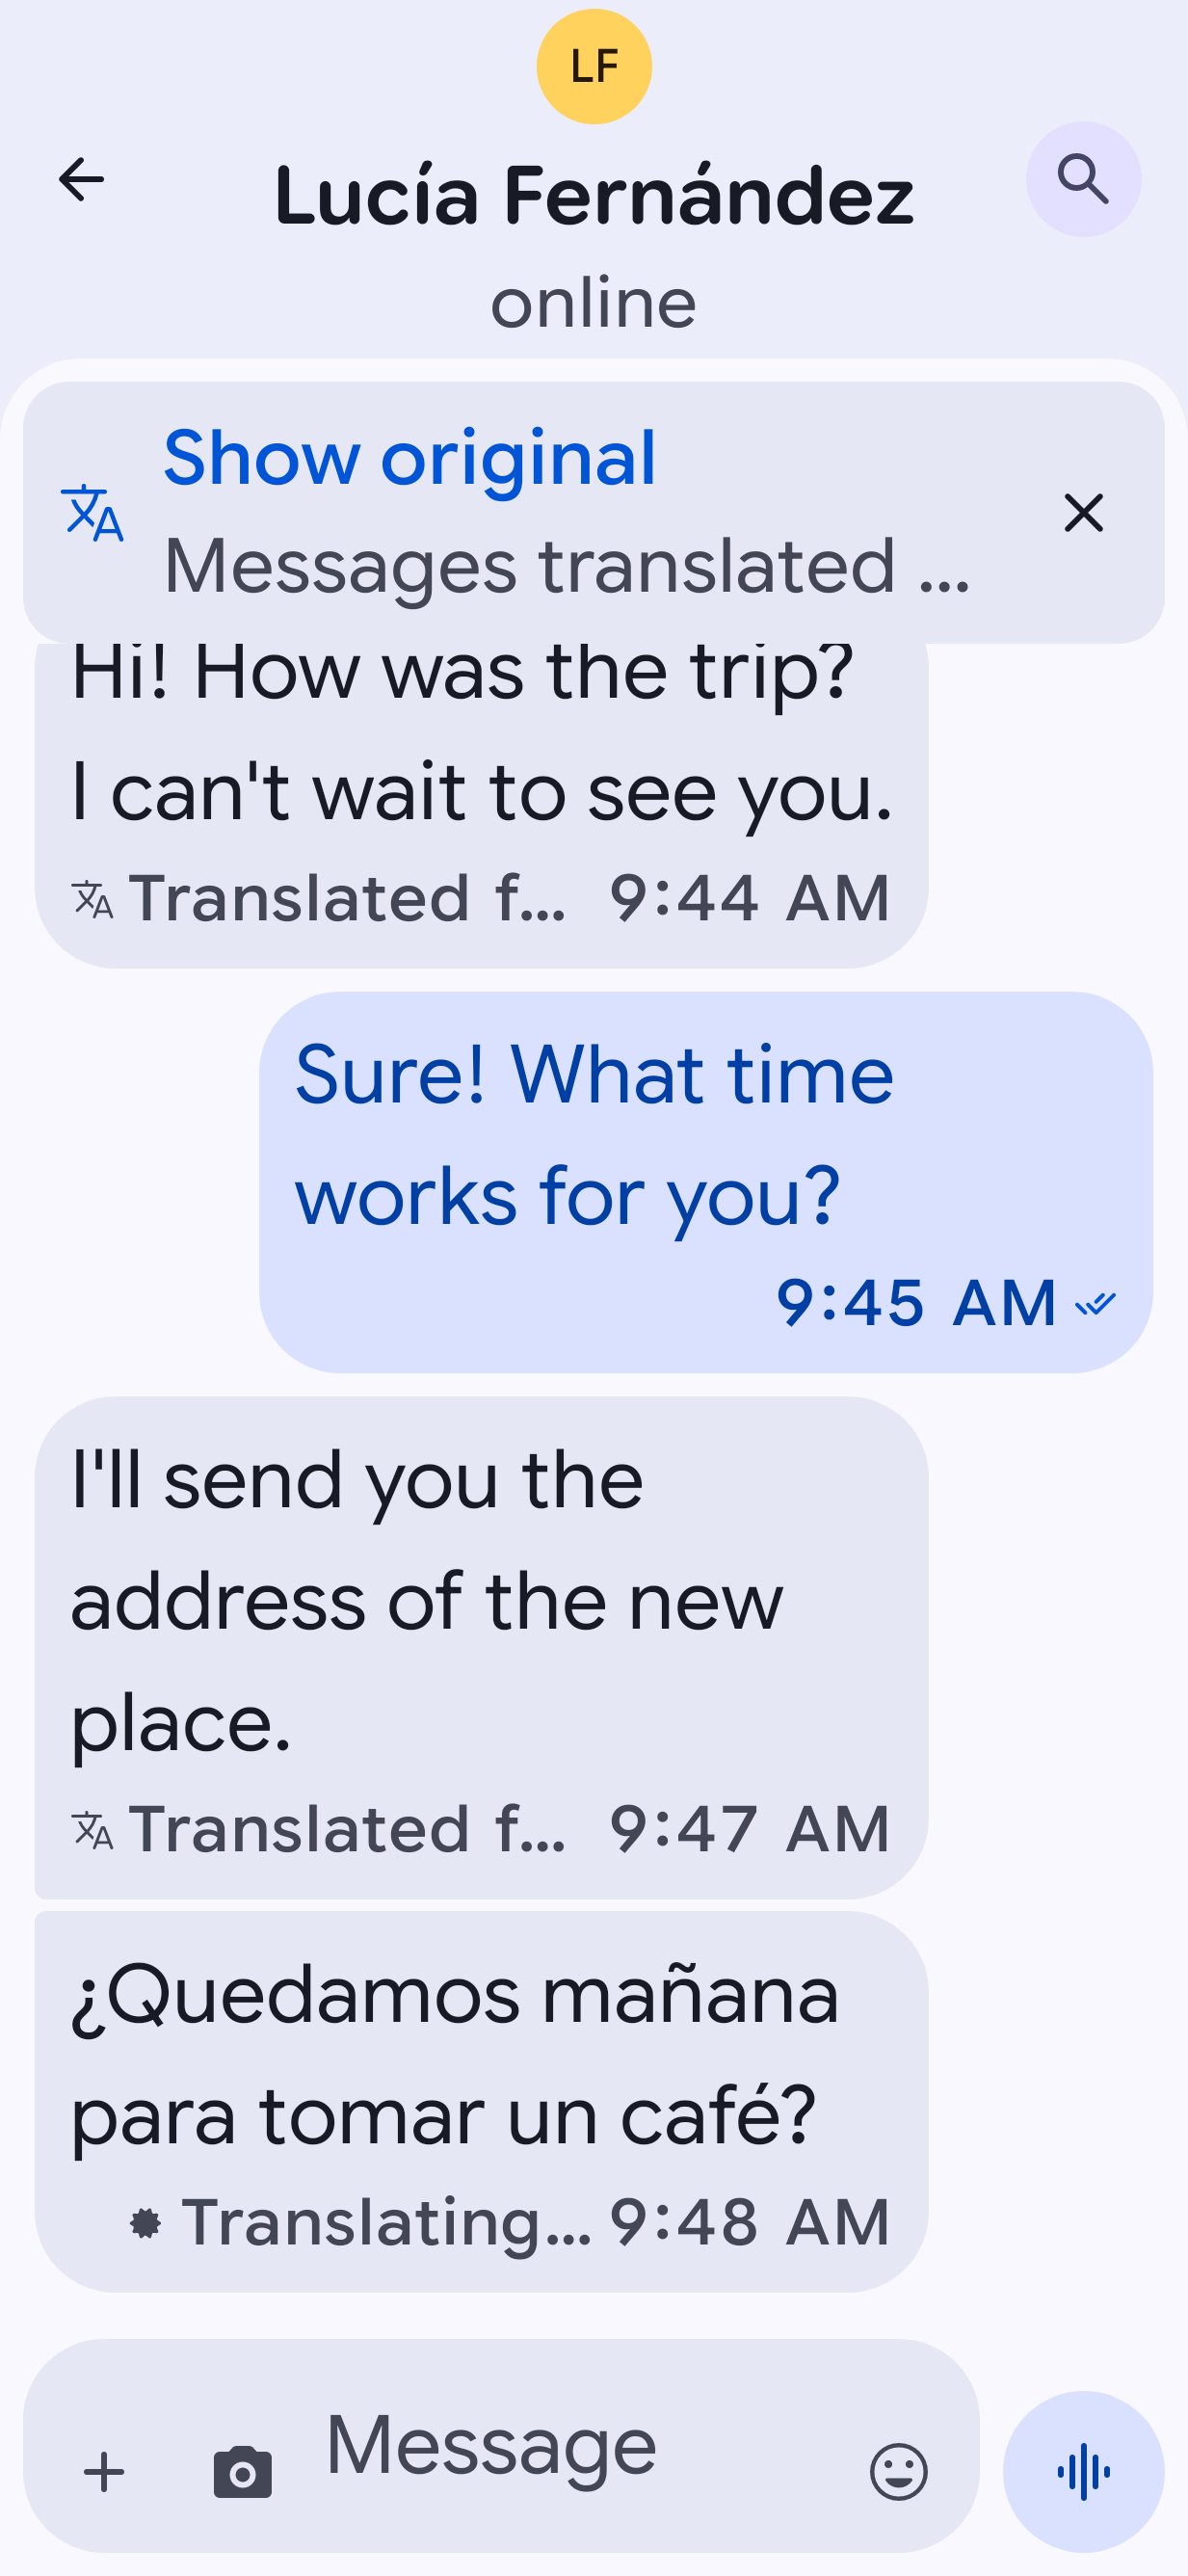 LF
Lucía Fernández
online
Show original
Messages translated ...
Hi! How was the trip?
I can't wait to see you.
Translated f... 9:44 AM
Sure! What time
works for you?
9:45 AM
I'll send you the
address of the new
place.
Translated f... 9:47 AM
¿Quedamos mañana
para tomar un café?
Translating... 9:48 AM
Message